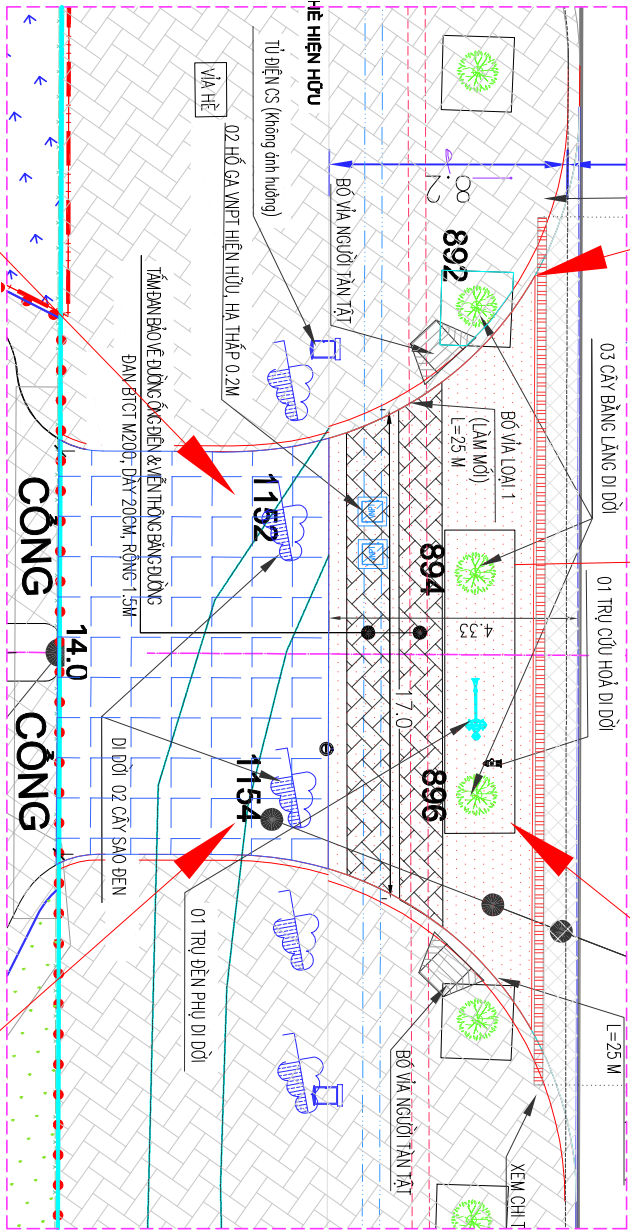 HÈ HIỆN HỮU
TỦ ĐIỆN CS (Không ảnh hưởng)
VỈA HÈ
02 HỐ GA VNPT HIỆN HỮU, HẠ THẤP 0.2M
BÓ VỈA NGƯỜI TÀN TẬT
8.2
892
03 CÂY BẰNG LĂNG DI DỜI
TẤM ĐAN BẢO VỆ ĐƯỜNG ỐNG ĐIỆN & VIỄN THÔNG BĂNG ĐƯỜNG
ĐAN BTCT M200, DÀY 20CM, RỘNG 1.5M
BÓ VỈA LOẠI 1
(LÀM MỚI)
L=25 M
CỔNG
1152
894
01 TRỤ CỨU HOẢ DI DỜI
14.0
4.33
17.0
CỔNG
1154
896
DI DỜI 02 CÂY SAO ĐEN
01 TRỤ ĐÈN PHỤ DI DỜI
BÓ VỈA NGƯỜI TÀN TẬT
L=25 M
XEM CHI T